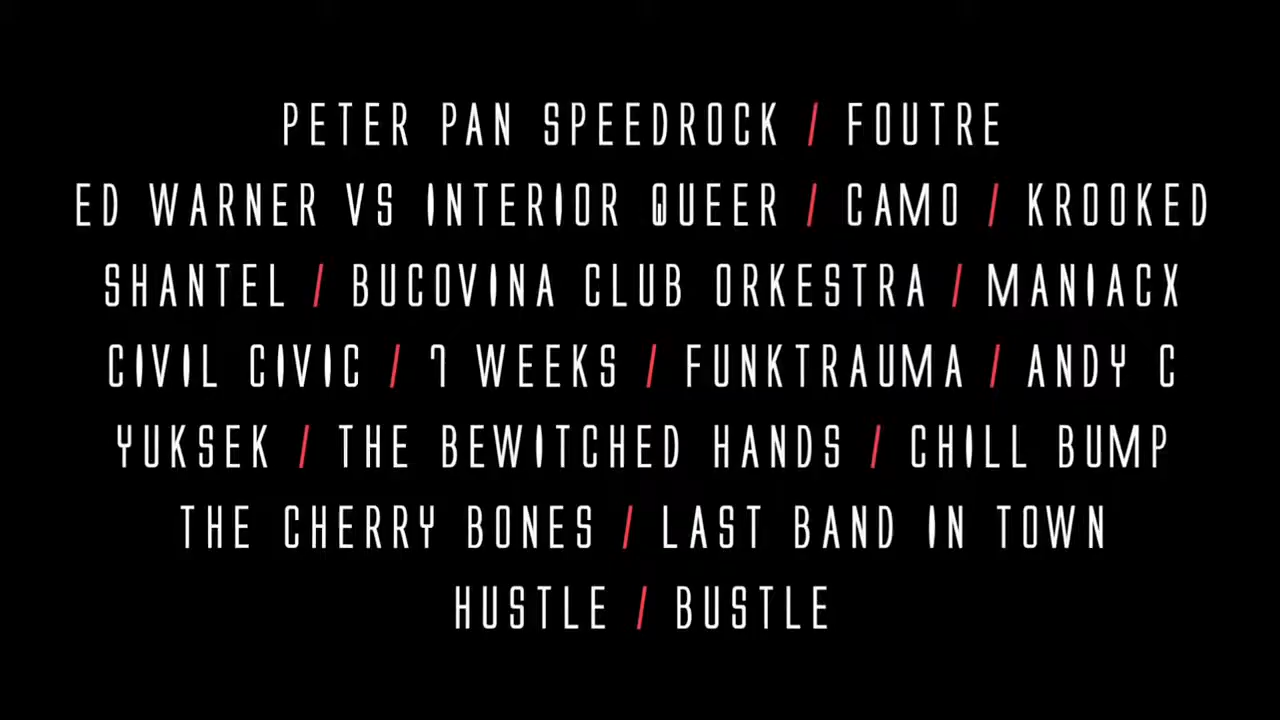 PETER PAN SPEEDROCK / FOUTRE
ED WARNER VS INTERIOR QUEER / CAMO / KROOKED
SHANTEL / BUCOVINA CLUB ORKESTRA / MANIACX
CIVIL CIVIC / 7 WEEKS / FUNKTRAUMA / ANDY C
YUKSEK / THE BEWITCHED HANDS / CHILL BUMP
THE CHERRY BONES / LAST BAND IN TOWN
HUSTLE / BUSTLE